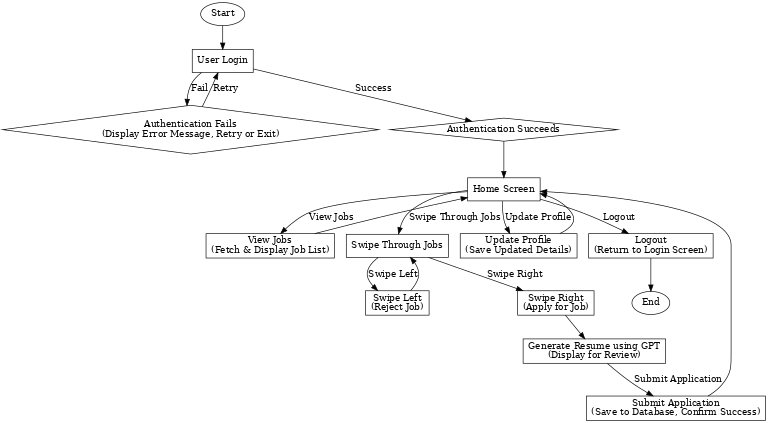 Start
User Login
Fail
Retry
Success
Authentication Fails
(Display Error Message, Retry or Exit)
Authentication Succeeds
Home Screen
View Jobs
Swipe Through Jobs
Update Profile
Logout
View Jobs
(Fetch & Display Job List)
Swipe Through Jobs
Update Profile
(Save Updated Details)
Logout
(Return to Login Screen)
Swipe Left
Swipe Right
Swipe Left
(Reject Job)
Swipe Right
(Apply for Job)
End
Generate Resume using GPT
(Display for Review)
Submit Application
Submit Application
(Save to Database, Confirm Success)